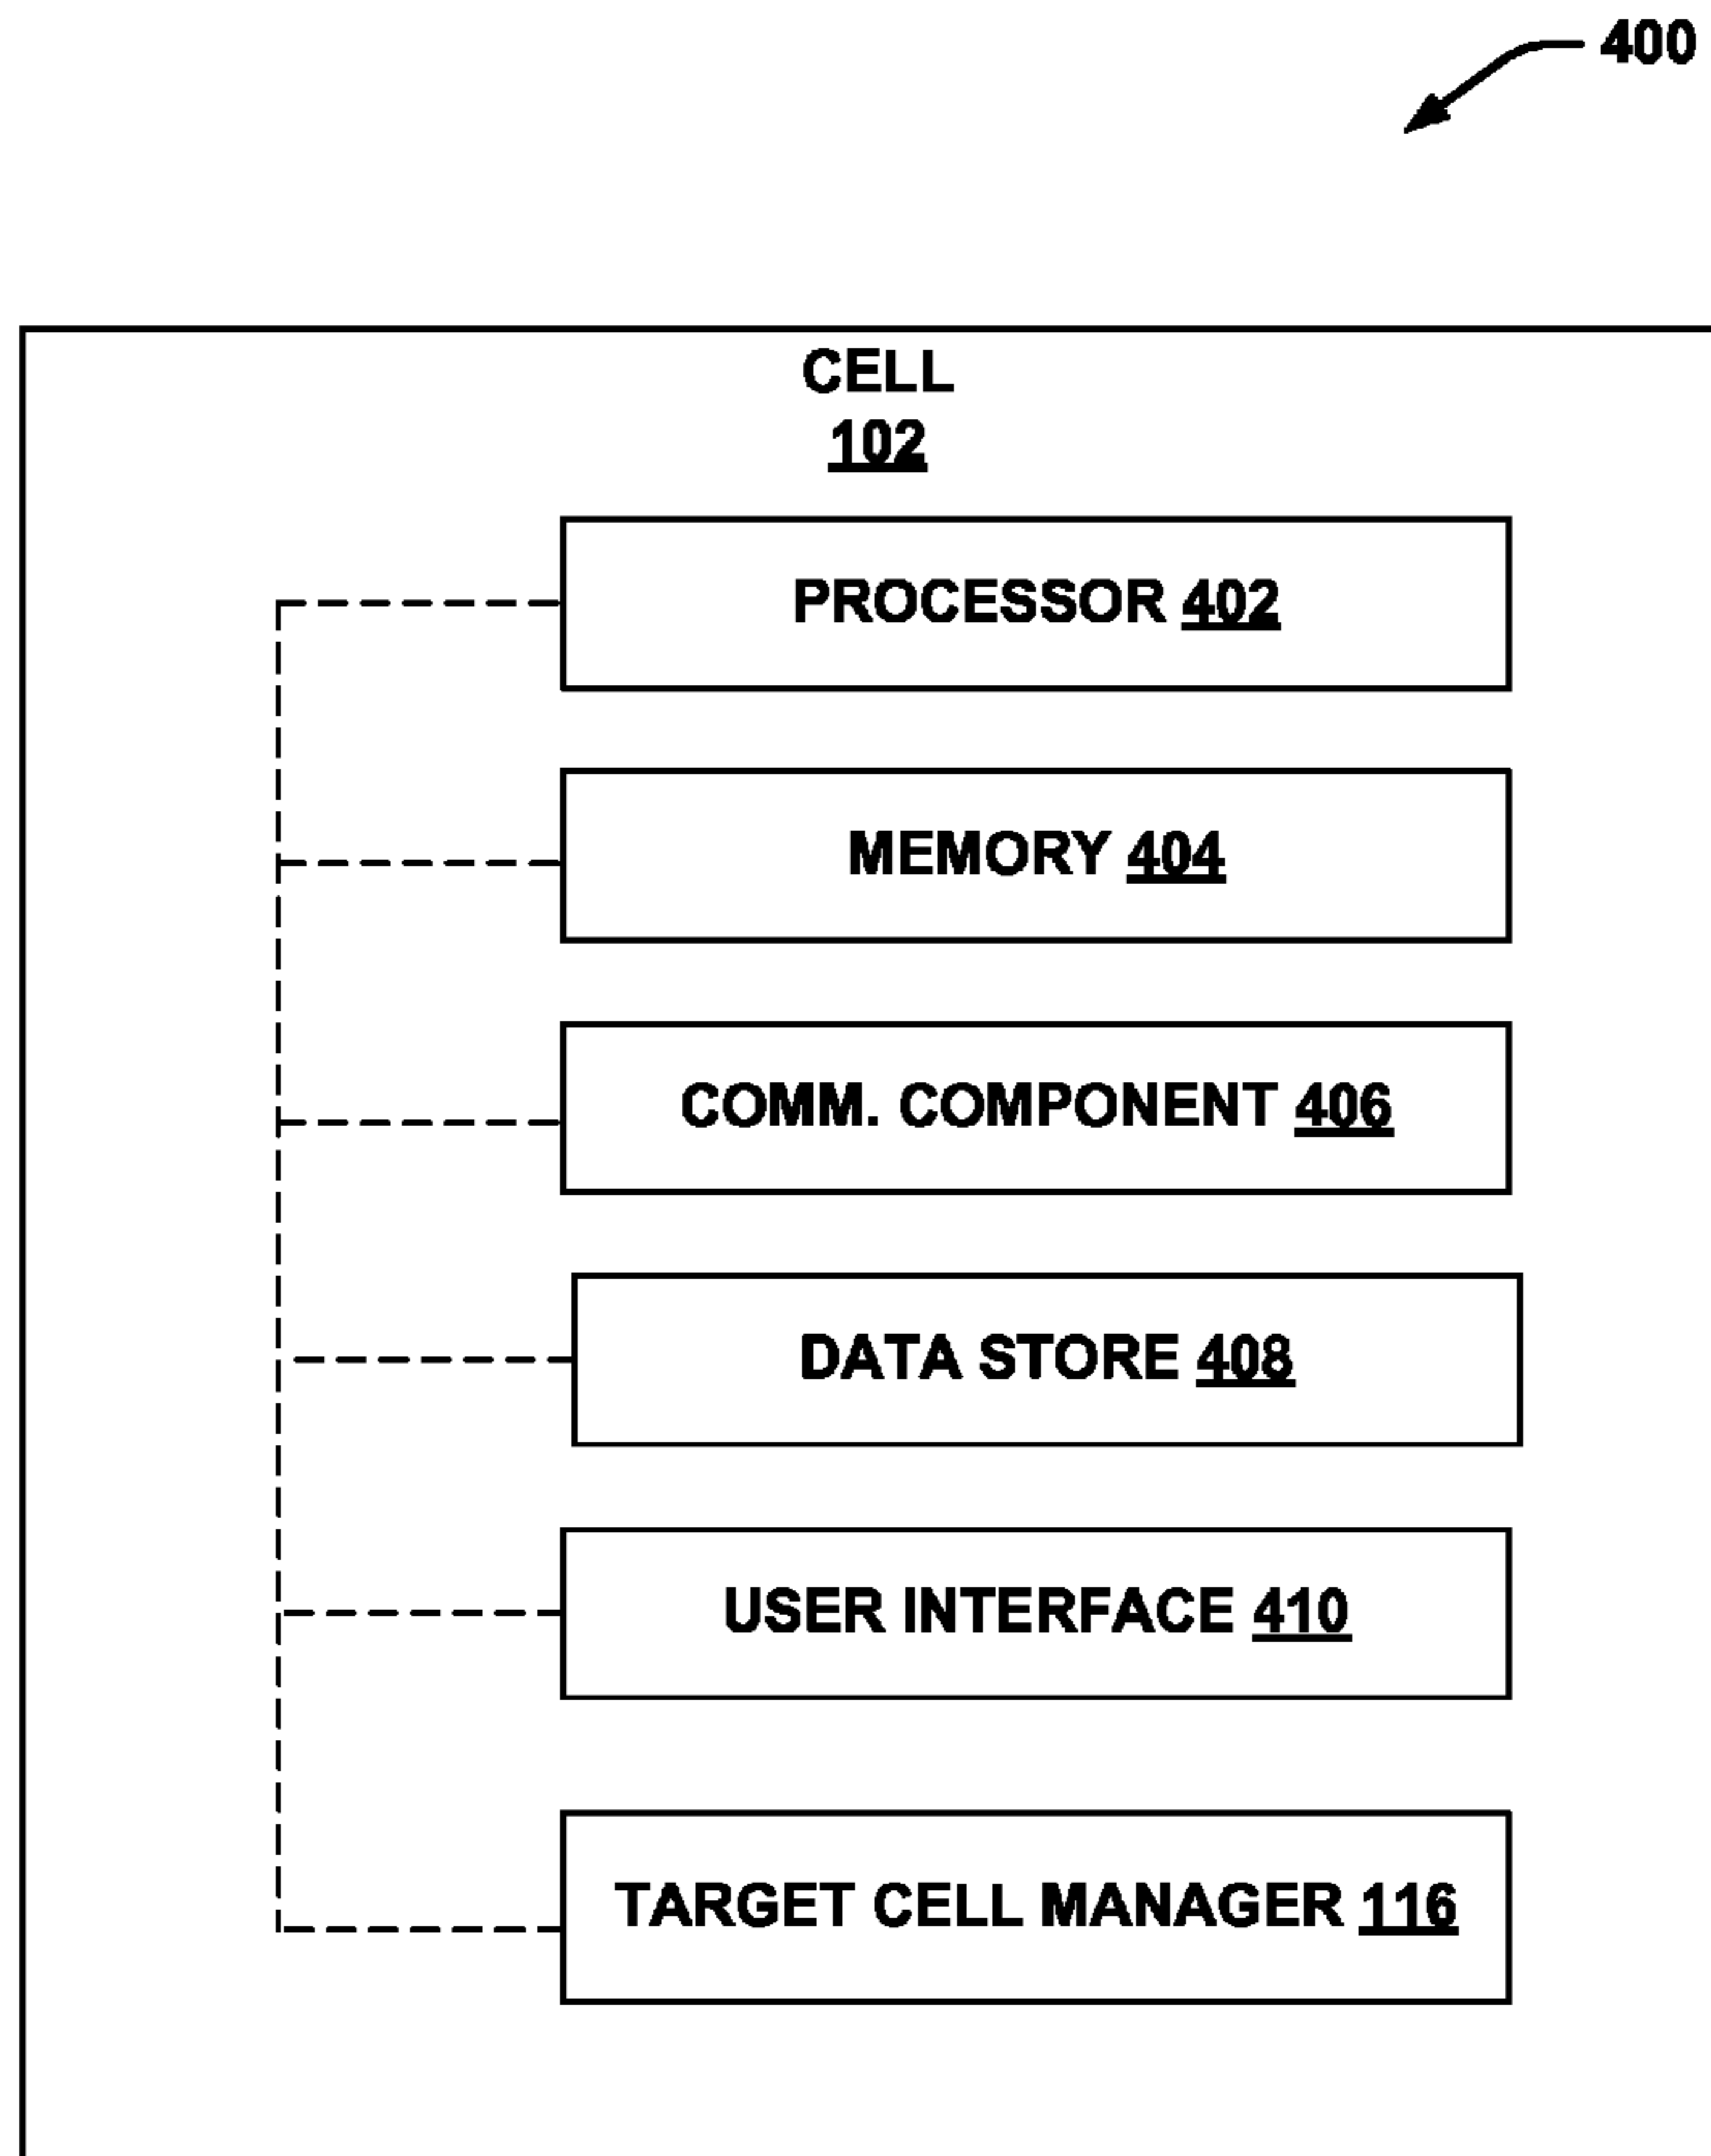 400
CELL
102
PROCESSOR 402
MEMORY 404
COMM. COMPONENT 406
DATA STORE 408
USER INTERFACE 410
TARGET CELL MANAGER 116